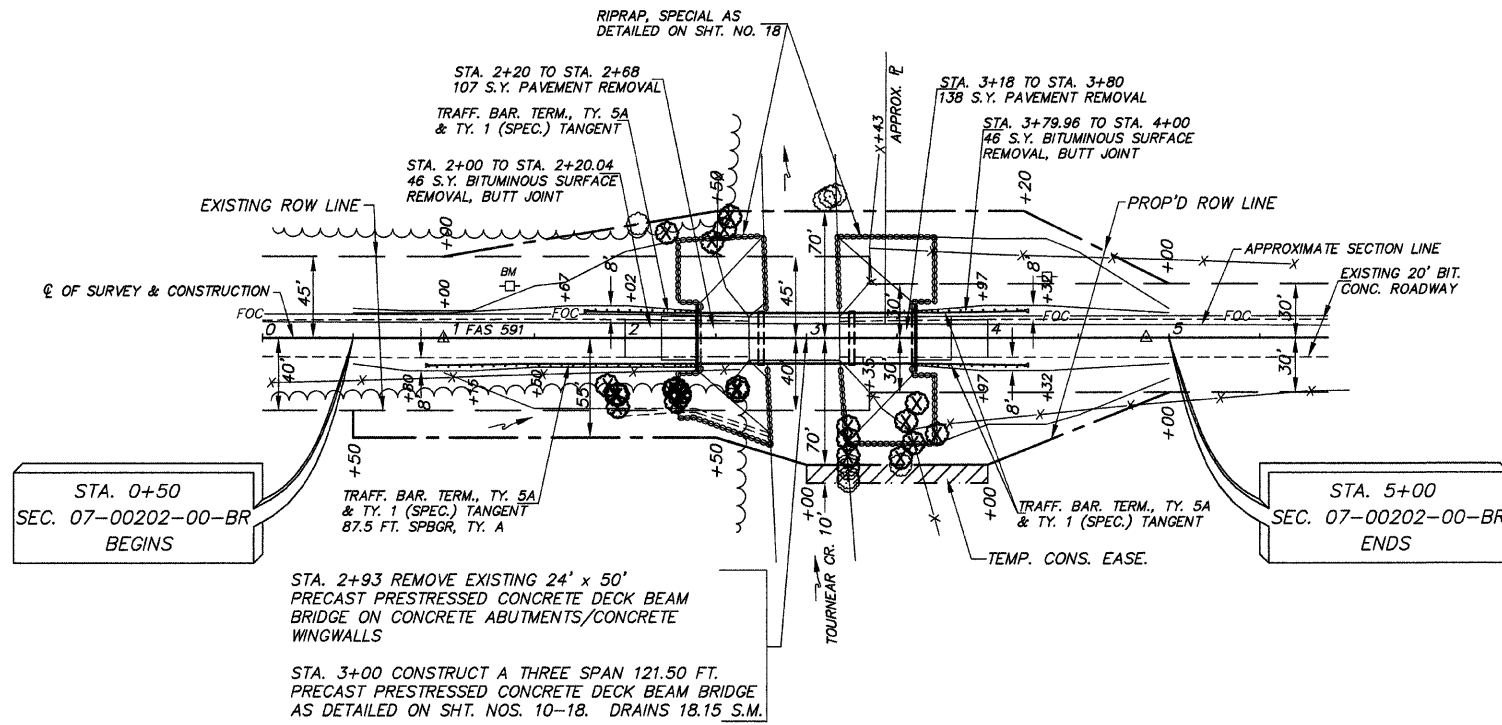 RIPRAP, SPECIAL AS
DETAILED ON SHT. NO. 18
STA. 2+20 TO STA. 2+68
107 S.Y. PAVEMENT REMOVAL
TRAFF. BAR. TERM., TY. 5A
& TY. 1 (SPEC.) TANGENT
STA. 2+00 TO STA. 2+20.04
46 S.Y. BITUMINOUS SURFACE
REMOVAL, BUTT JOINT
EXISTING ROW LINE
+50
X+43
APPROX. ⅊
STA. 3+18 TO STA. 3+80
138 S.Y. PAVEMENT REMOVAL
STA. 3+79.96 TO STA. 4+00
46 S.Y. BITUMINOUS SURFACE
REMOVAL, BUTT JOINT
+20
PROP'D ROW LINE
APPROXIMATE SECTION LINE
EXISTING 20' BIT.
CONC. ROADWAY
+90
BM
45'
+00
+67
8'
+02
70'
45'
30'
+97
8'
+32
+00
30'
℄ OF SURVEY & CONSTRUCTION
FOC
FOC
FOC
FOC
0
1 FAS 591
2
3
4
5
40'
+80
8'
+15
+50
55'
40'
+35
30'
+97
8'
+32
30'
+50
+50
70'
+00
+00
+00
STA. 0+50
SEC. 07-00202-00-BR
BEGINS
TRAFF. BAR. TERM., TY. 5A
& TY. 1 (SPEC.) TANGENT
87.5 FT. SPBGR, TY. A
TOURNEAR CR.
10'
TRAFF. BAR. TERM., TY. 5A
& TY. 1 (SPEC.) TANGENT
TEMP. CONS. EASE.
STA. 5+00
SEC. 07-00202-00-BR
ENDS
STA. 2+93 REMOVE EXISTING 24' x 50'
PRECAST PRESTRESSED CONCRETE DECK BEAM
BRIDGE ON CONCRETE ABUTMENTS/CONCRETE
WINGWALLS
STA. 3+00 CONSTRUCT A THREE SPAN 121.50 FT.
PRECAST PRESTRESSED CONCRETE DECK BEAM BRIDGE
AS DETAILED ON SHT. NOS. 10-18. DRAINS 18.15 S.M.